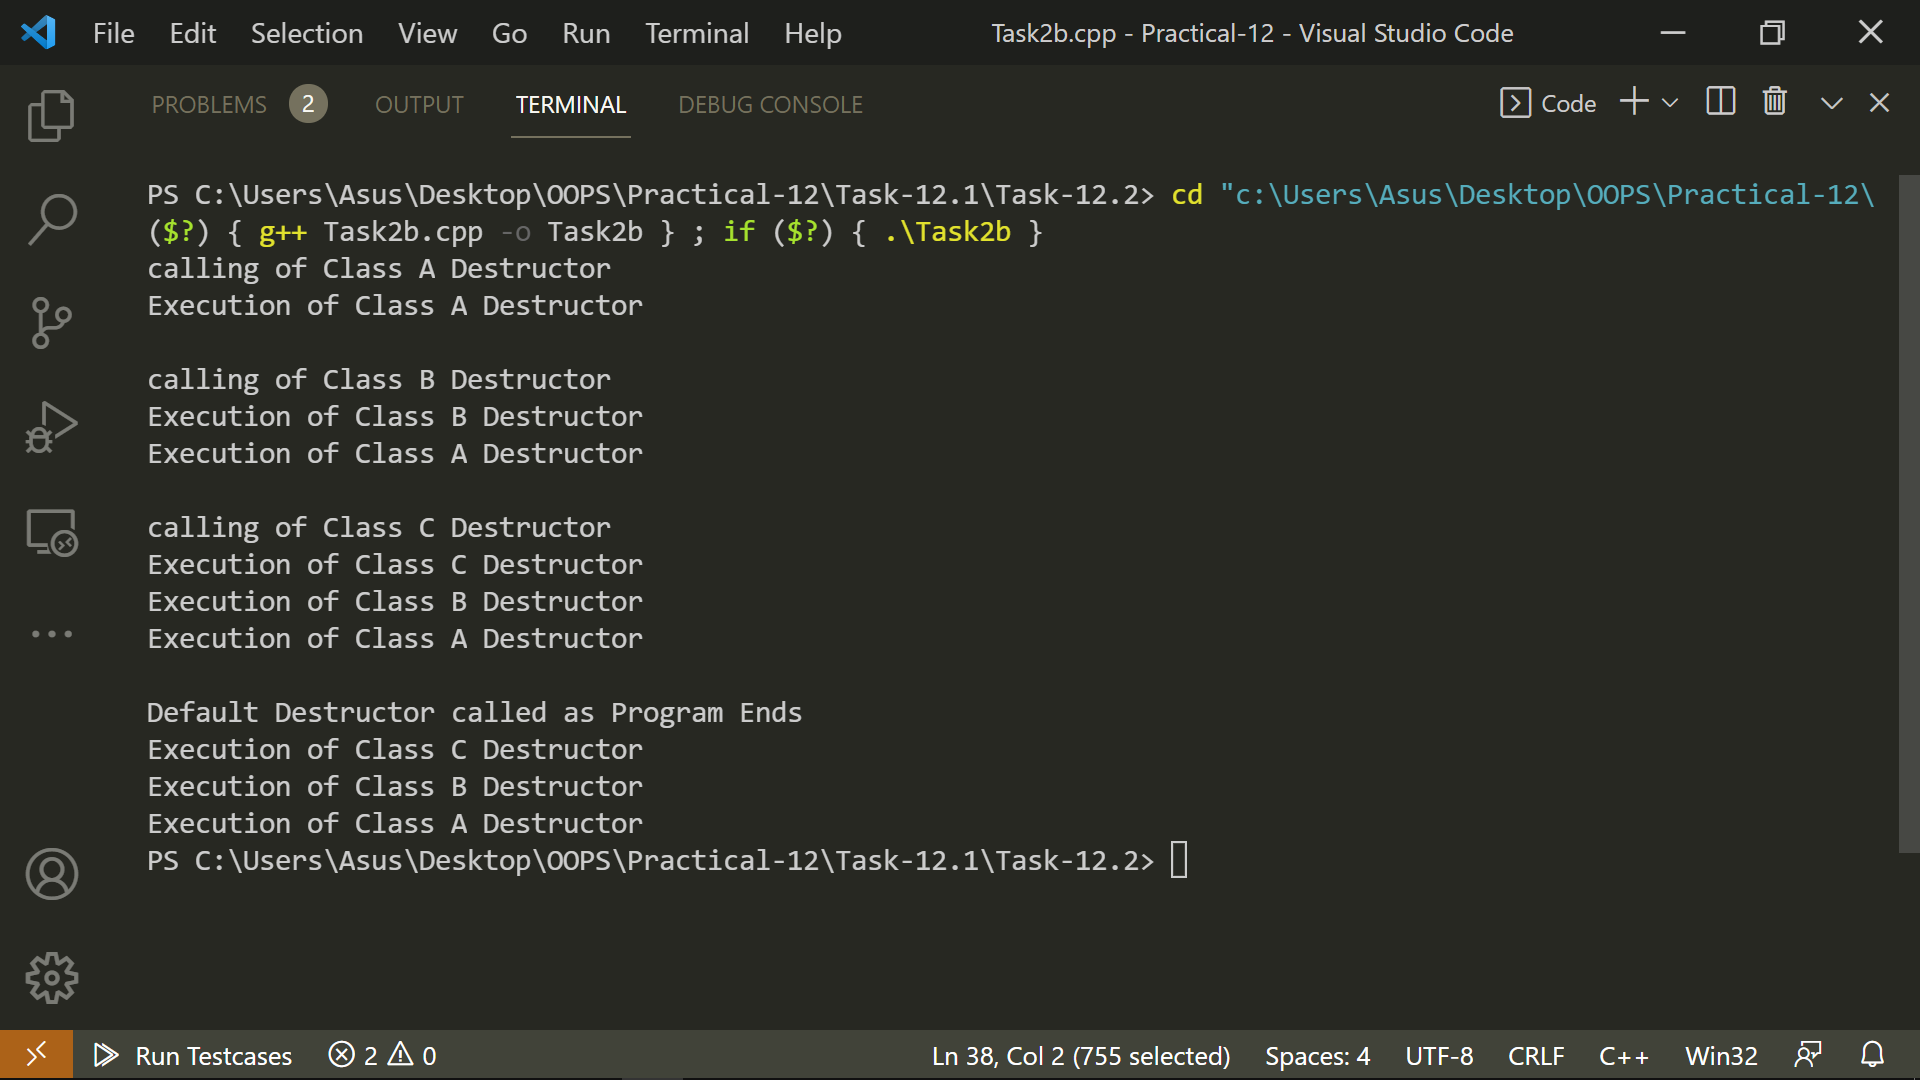 File Edit Selection View Go Run Terminal Help Task2b.cpp - Practical-12 - Visual Studio Code
PROBLEMS 2 OUTPUT TERMINAL DEBUG CONSOLE Code
PS C:\Users\Asus\Desktop\OOPS\Practical-12\Task-12.1\Task-12.2> cd "c:\Users\Asus\Desktop\OOPS\Practical-12\
($?) { g++ Task2b.cpp -o Task2b } ; if ($?) { .\Task2b }
calling of Class A Destructor
Execution of Class A Destructor
calling of Class B Destructor
Execution of Class B Destructor
Execution of Class A Destructor
calling of Class C Destructor
Execution of Class C Destructor
Execution of Class B Destructor
Execution of Class A Destructor
Default Destructor called as Program Ends
Execution of Class C Destructor
Execution of Class B Destructor
Execution of Class A Destructor
PS C:\Users\Asus\Desktop\OOPS\Practical-12\Task-12.1\Task-12.2>
Run Testcases 2 0 Ln 38, Col 2 (755 selected) Spaces: 4 UTF-8 CRLF C++ Win32